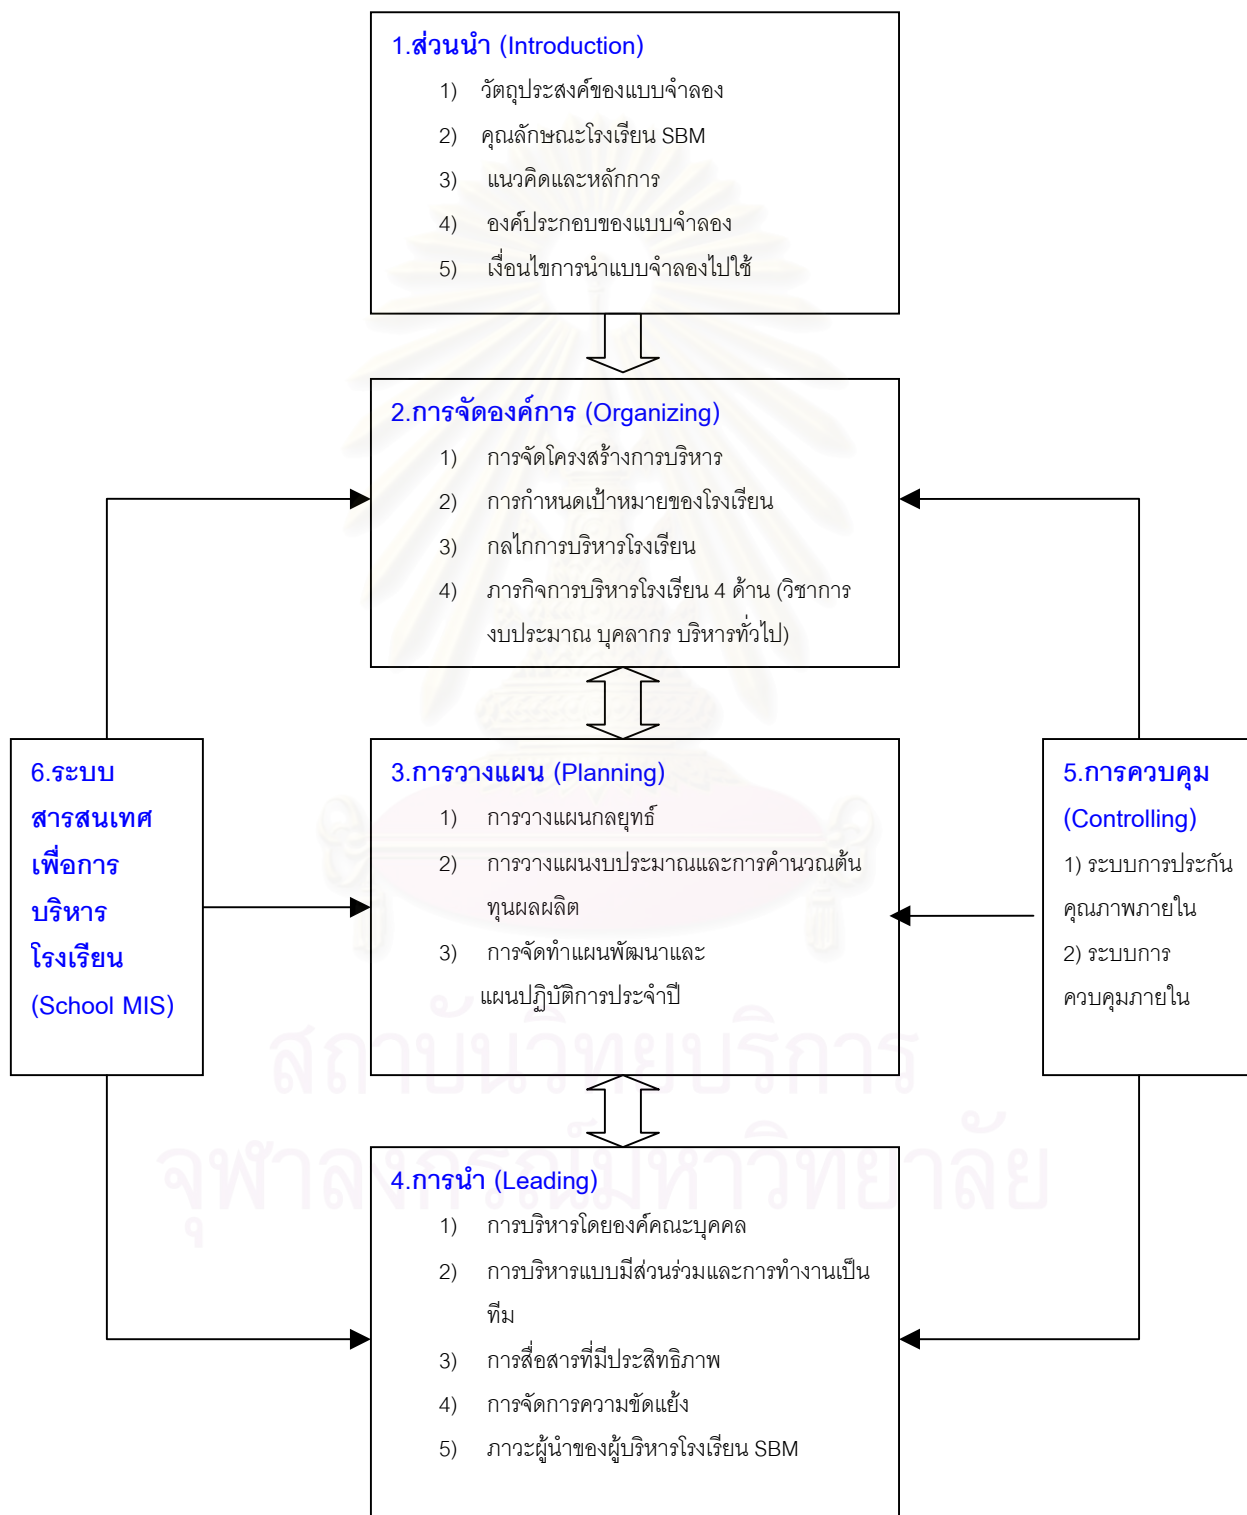 1.ส่วนนำ (Introduction)
1) วัตถุประสงค์ของแบบจำลอง
2) คุณลักษณะโรงเรียน SBM
3) แนวคิดและหลักการ
4) องค์ประกอบของแบบจำลอง
5) เงื่อนไขการนำแบบจำลองไปใช้
2.การจัดองค์การ (Organizing)
1) การจัดโครงสร้างการบริหาร
2) การกำหนดเป้าหมายของโรงเรียน
3) กลไกการบริหารโรงเรียน
4) ภารกิจการบริหารโรงเรียน 4 ด้าน (วิชาการ
งบประมาณ บุคลากร บริหารทั่วไป)
6.ระบบ
สารสนเทศ
เพื่อการ
บริหาร
โรงเรียน
(School MIS)
3.การวางแผน (Planning)
1) การวางแผนกลยุทธ์
2) การวางแผนงบประมาณและการคำนวณต้น
ทุนผลผลิต
3) การจัดทำแผนพัฒนาและ
แผนปฏิบัติการประจำปี
5.การควบคุม
(Controlling)
1) ระบบการประกัน
คุณภาพภายใน
2) ระบบการ
ควบคุมภายใน
สถาบันวิทยบริการ
จุฬาลงกรณ์มหาวิทยาลัย
4.การนำ (Leading)
1) การบริหารโดยองค์คณะบุคคล
2) การบริหารแบบมีส่วนร่วมและการทำงานเป็น
ทีม
3) การสื่อสารที่มีประสิทธิภาพ
4) การจัดการความขัดแย้ง
5) ภาวะผู้นำของผู้บริหารโรงเรียน SBM